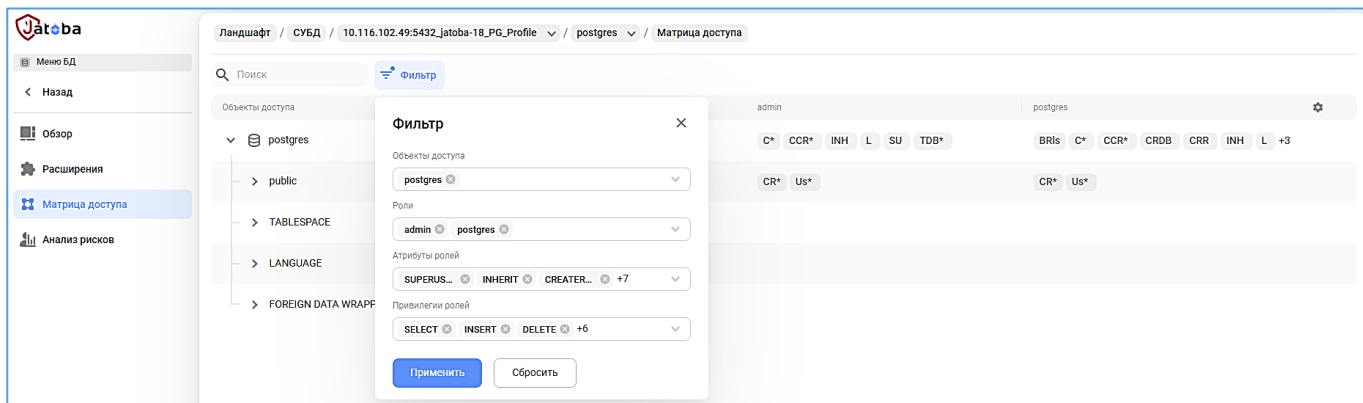 Jatoba
Ландшафт / СУБД / 10.116.102.49:5432_jatoba-18_PG_Profile / postgres / Матрица доступа
Меню БД
Назад
Обзор
Расширения
Матрица доступа
Анализ рисков
Поиск
Фильтр
Объекты доступа admin postgres
postgres C* CCR* INH L SU TDB* BRls C* CCR* CRDB CRR INH L +3
public CR* Us* CR* Us*
TABLESPACE
LANGUAGE
FOREIGN DATA WRAPP
Фильтр
Объекты доступа
postgres
Роли
admin postgres
Атрибуты ролей
SUPERUS... INHERIT CREATER... +7
Привилегии ролей
SELECT INSERT DELETE +6
Применить Сбросить